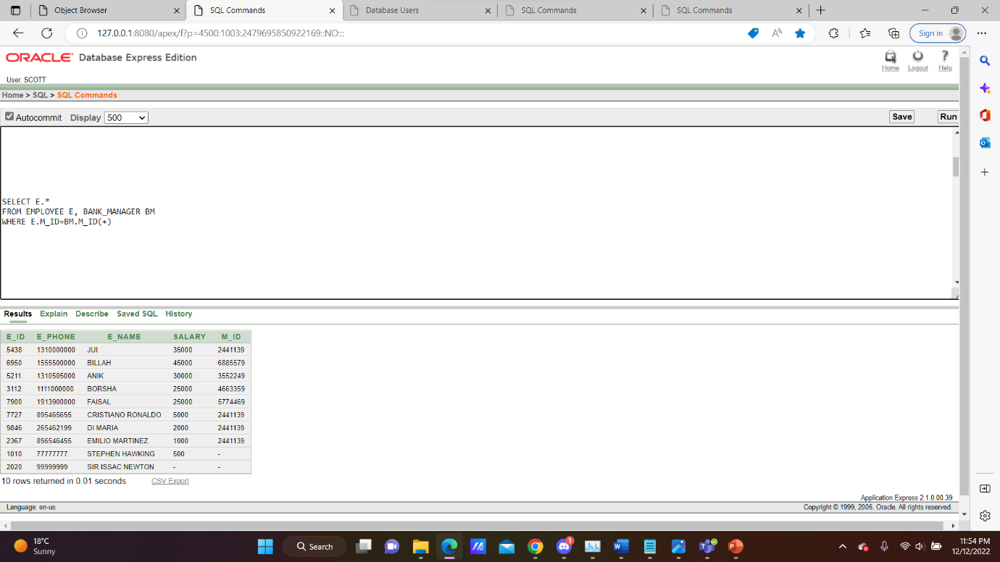 Object Browser
SQL Commands
Database Users
SQL Commands
SQL Commands
127.0.0.1:8080/apex/f?p=4500:1003:2479695850922169::NO:::
Sign in
ORACLE Database Express Edition
Home
Logout
Help
User: SCOTT
Home > SQL > SQL Commands
Autocommit Display 500
Save
Run
SELECT E.*
FROM EMPLOYEE E, BANK_MANAGER BM
WHERE E.M_ID=BM.M_ID(+)
Results Explain Describe Saved SQL History
E_ID E_PHONE E_NAME SALARY M_ID
5438 1310000000 JUI 35000 2441139
6950 1555500000 BILLAH 45000 6885579
5211 1310505000 ANIK 30000 3552249
3112 1111000000 BORSHA 25000 4663359
7900 1913900000 FAISAL 25000 5774469
7727 895465655 CRISTIANO RONALDO 5000 2441139
9846 265462199 DI MARIA 2000 2441139
2367 896546455 EMILIO MARTINEZ 1000 2441139
1010 77777777 STEPHEN HAWKING 500 -
2020 99999999 SIR ISSAC NEWTON - -
10 rows returned in 0.01 seconds CSV Export
Application Express 2.1.0.00.39
Language: en-us
Copyright © 1999, 2006, Oracle. All rights reserved.
18°C
Sunny
Search
1
11:54 PM
12/12/2022